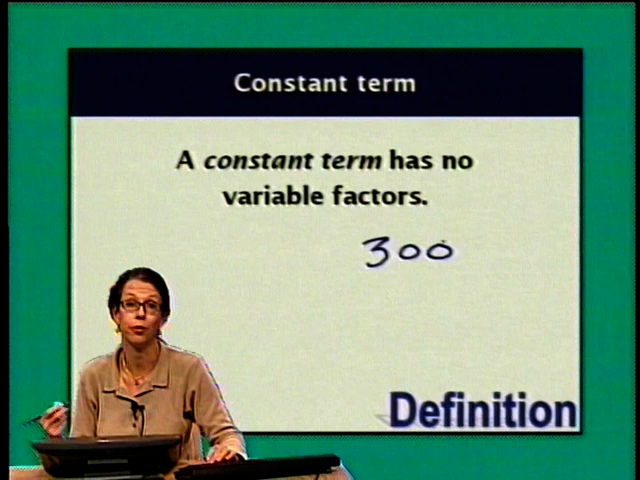 Constant term
A constant term has no
variable factors.
300
Definition